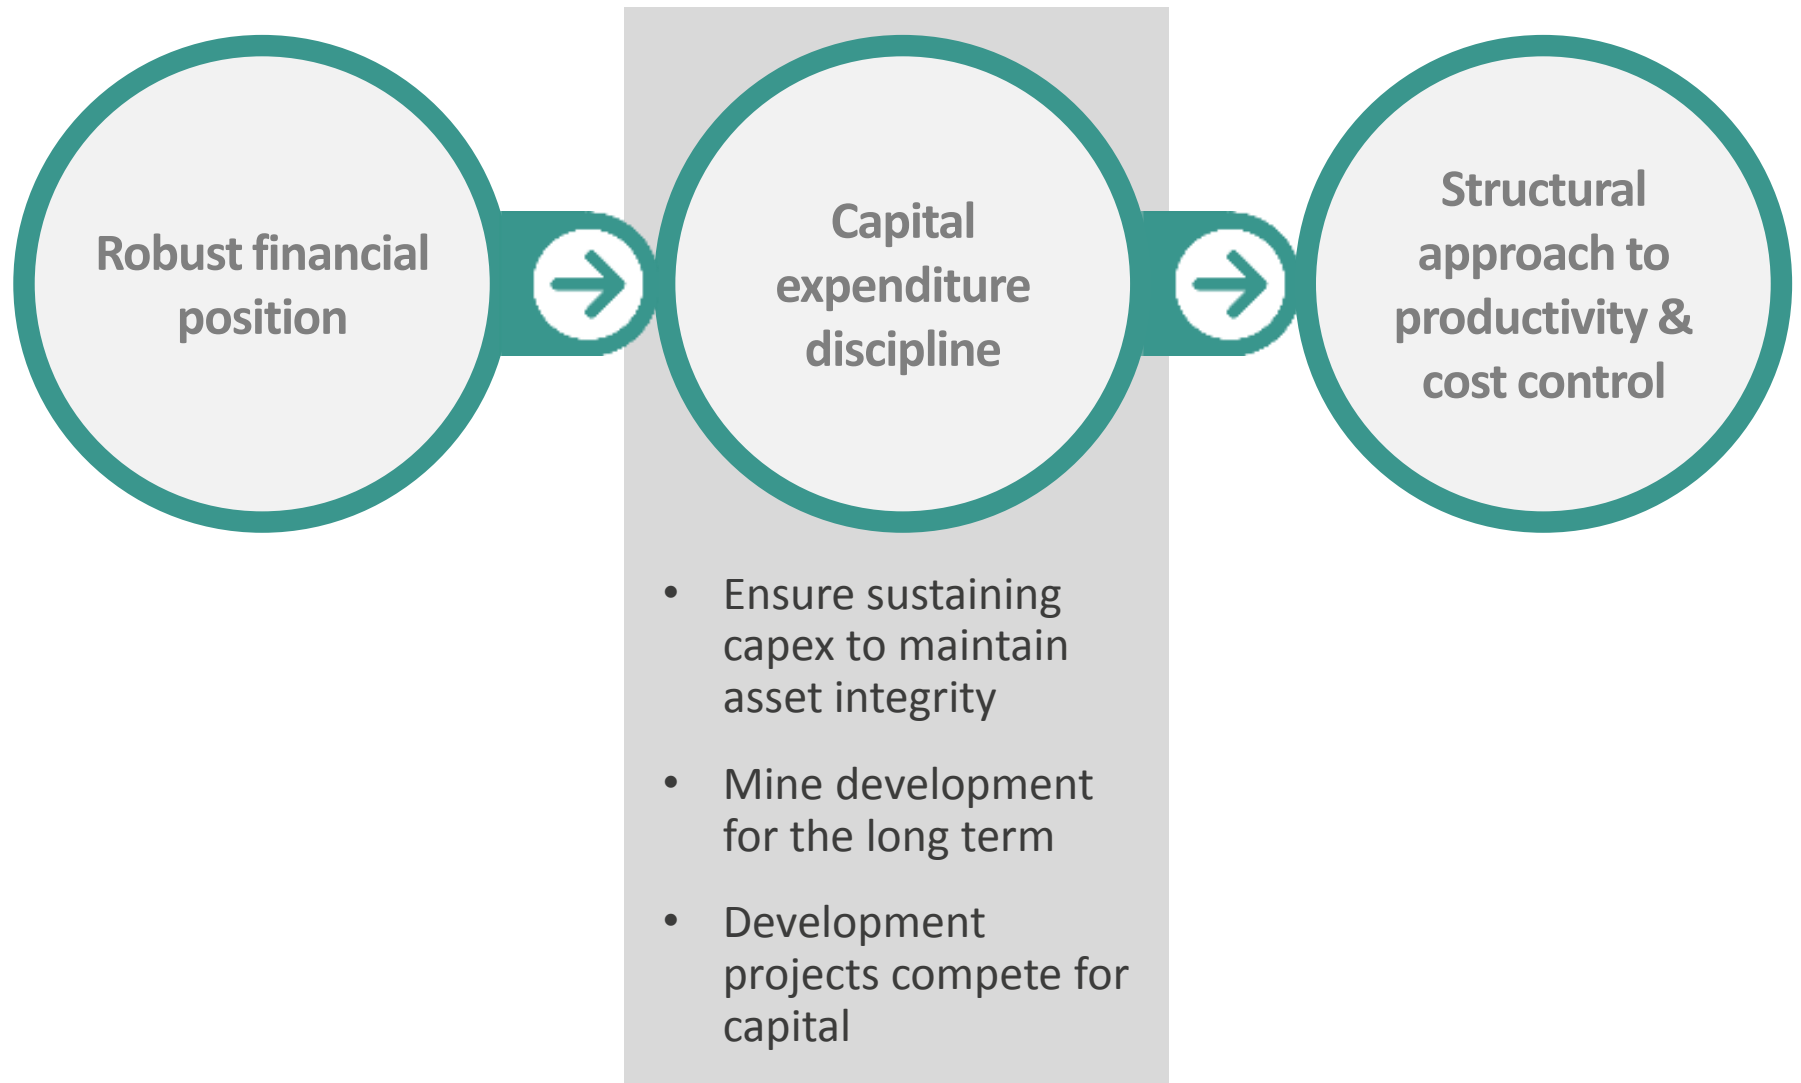 Robust financial
position
Capital
expenditure
discipline
Structural
approach to
productivity &
cost control
• Ensure sustaining
capex to maintain
asset integrity
• Mine development
for the long term
• Development
projects compete for
capital